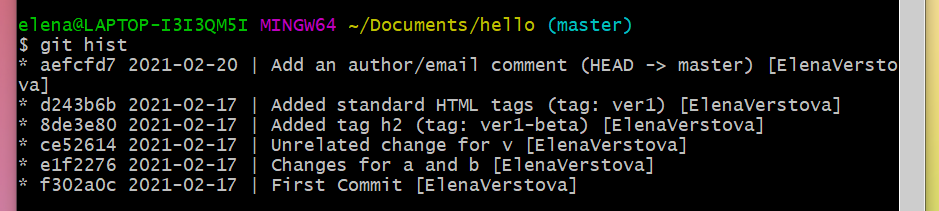 elena@LAPTOP-I3I3QM5I MINGW64 ~/Documents/hello (master)
$ git hist
* aefcfd7 2021-02-20 | Add an author/email comment (HEAD -> master) [ElenaVersto
va]
* d243b6b 2021-02-17 | Added standard HTML tags (tag: ver1) [ElenaVerstova]
* 8de3e80 2021-02-17 | Added tag h2 (tag: ver1-beta) [ElenaVerstova]
* ce52614 2021-02-17 | Unrelated change for v [ElenaVerstova]
* e1f2276 2021-02-17 | Changes for a and b [ElenaVerstova]
* f302a0c 2021-02-17 | First Commit [ElenaVerstova]